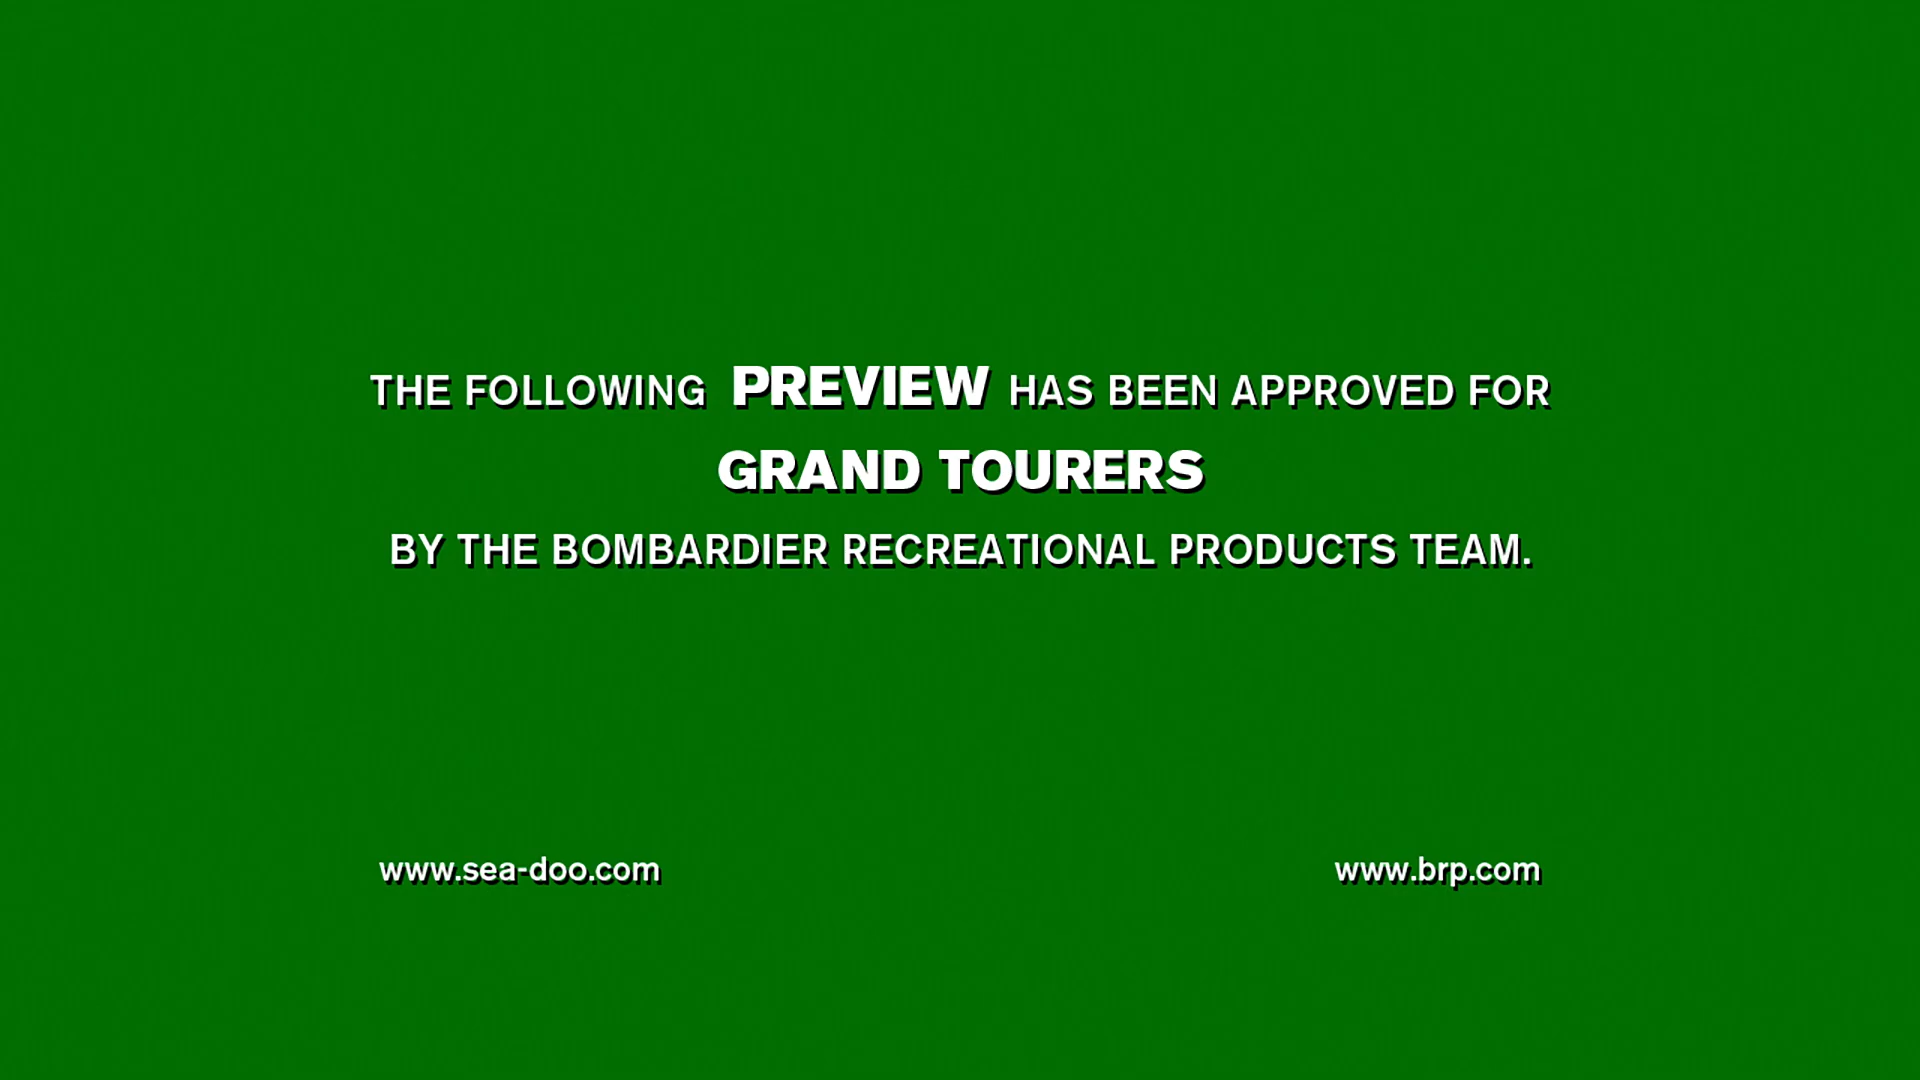 THE FOLLOWING PREVIEW HAS BEEN APPROVED FOR
GRAND TOURERS
BY THE BOMBARDIER RECREATIONAL PRODUCTS TEAM.
www.sea-doo.com www.brp.com